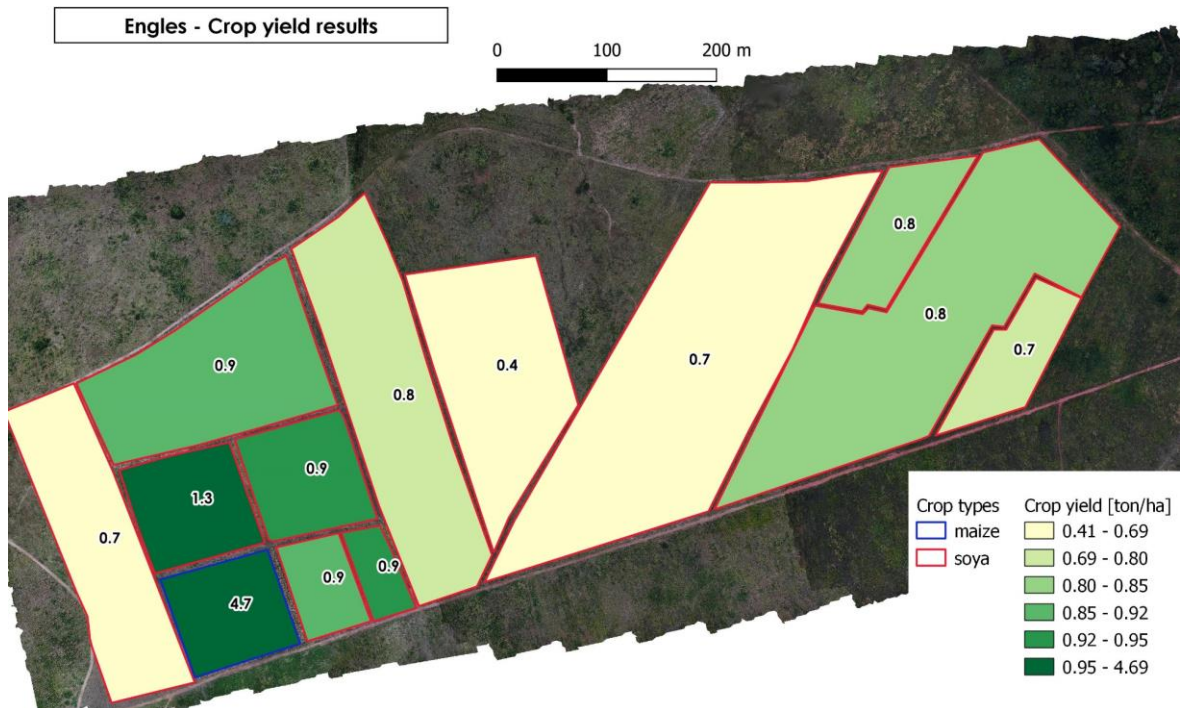 Engles - Crop yield results
0 100 200 m
0.8
0.8
0.7
0.7
0.4
0.8
0.9
0.9
1.3
0.7
0.9
0.9
4.7
Crop types
maize
soya
Crop yield [ton/ha]
0.41 - 0.69
0.69 - 0.80
0.80 - 0.85
0.85 - 0.92
0.92 - 0.95
0.95 - 4.69